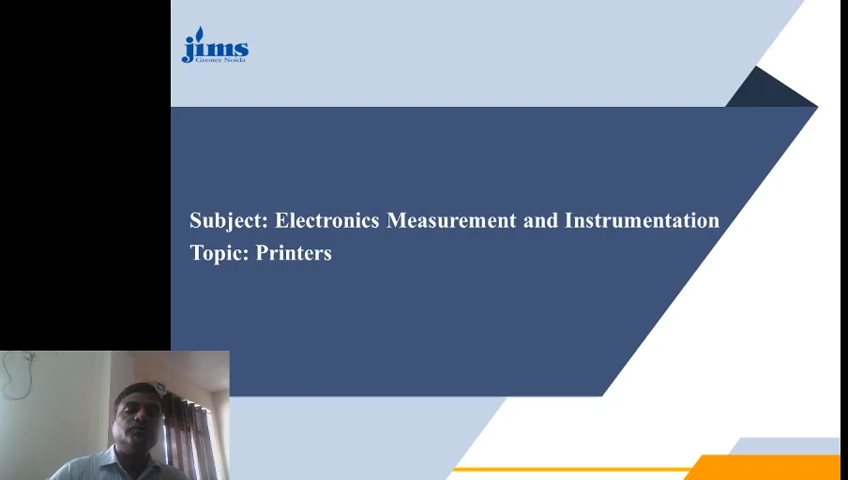 jims
Greater Noida
Subject: Electronics Measurement and Instrumentation
Topic: Printers